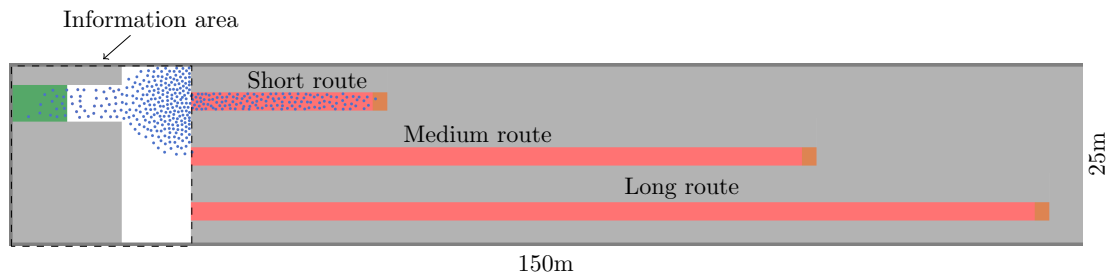 Information area
Short route
Medium route
Long route
25m
150m